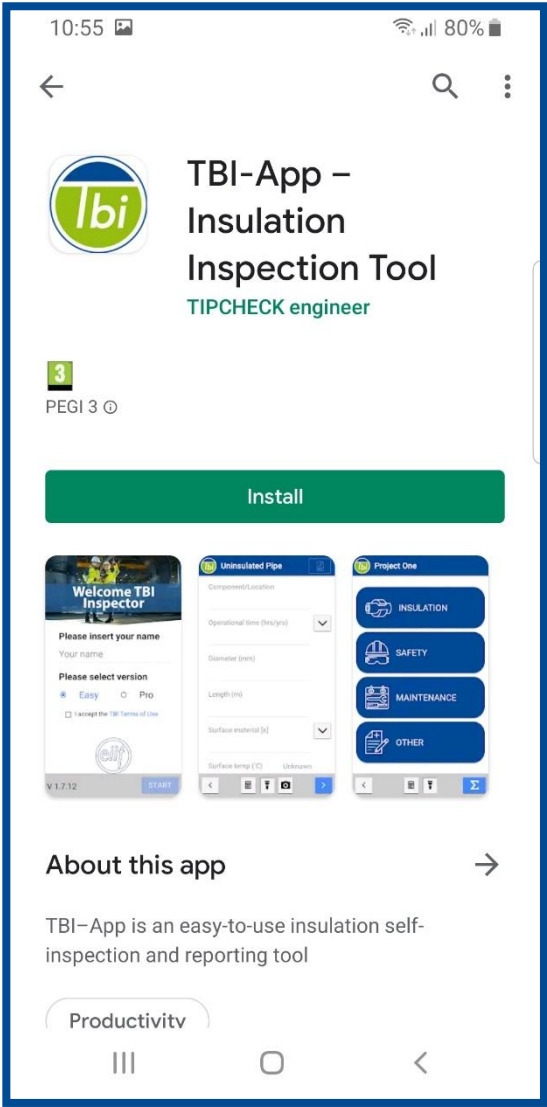 10:55 80%
Tbi
TBI-App –
Insulation
Inspection Tool
TIPCHECK engineer
3
PEGI 3
Install
Welcome TBI
Inspector
Please insert your name
Your name
Please select version
Easy Pro
I accept the TBI Terms of Use
eiif
V 1.7.12 START
Tbi Uninsulated Pipe
Component/Location
Operational time (hrs/yrs)
Diameter (mm)
Length (m)
Surface material [ε]
Surface temp (°C) Unknown
Tbi Project One
INSULATION
SAFETY
MAINTENANCE
OTHER
Σ
About this app
TBI–App is an easy-to-use insulation self-
inspection and reporting tool
Productivity